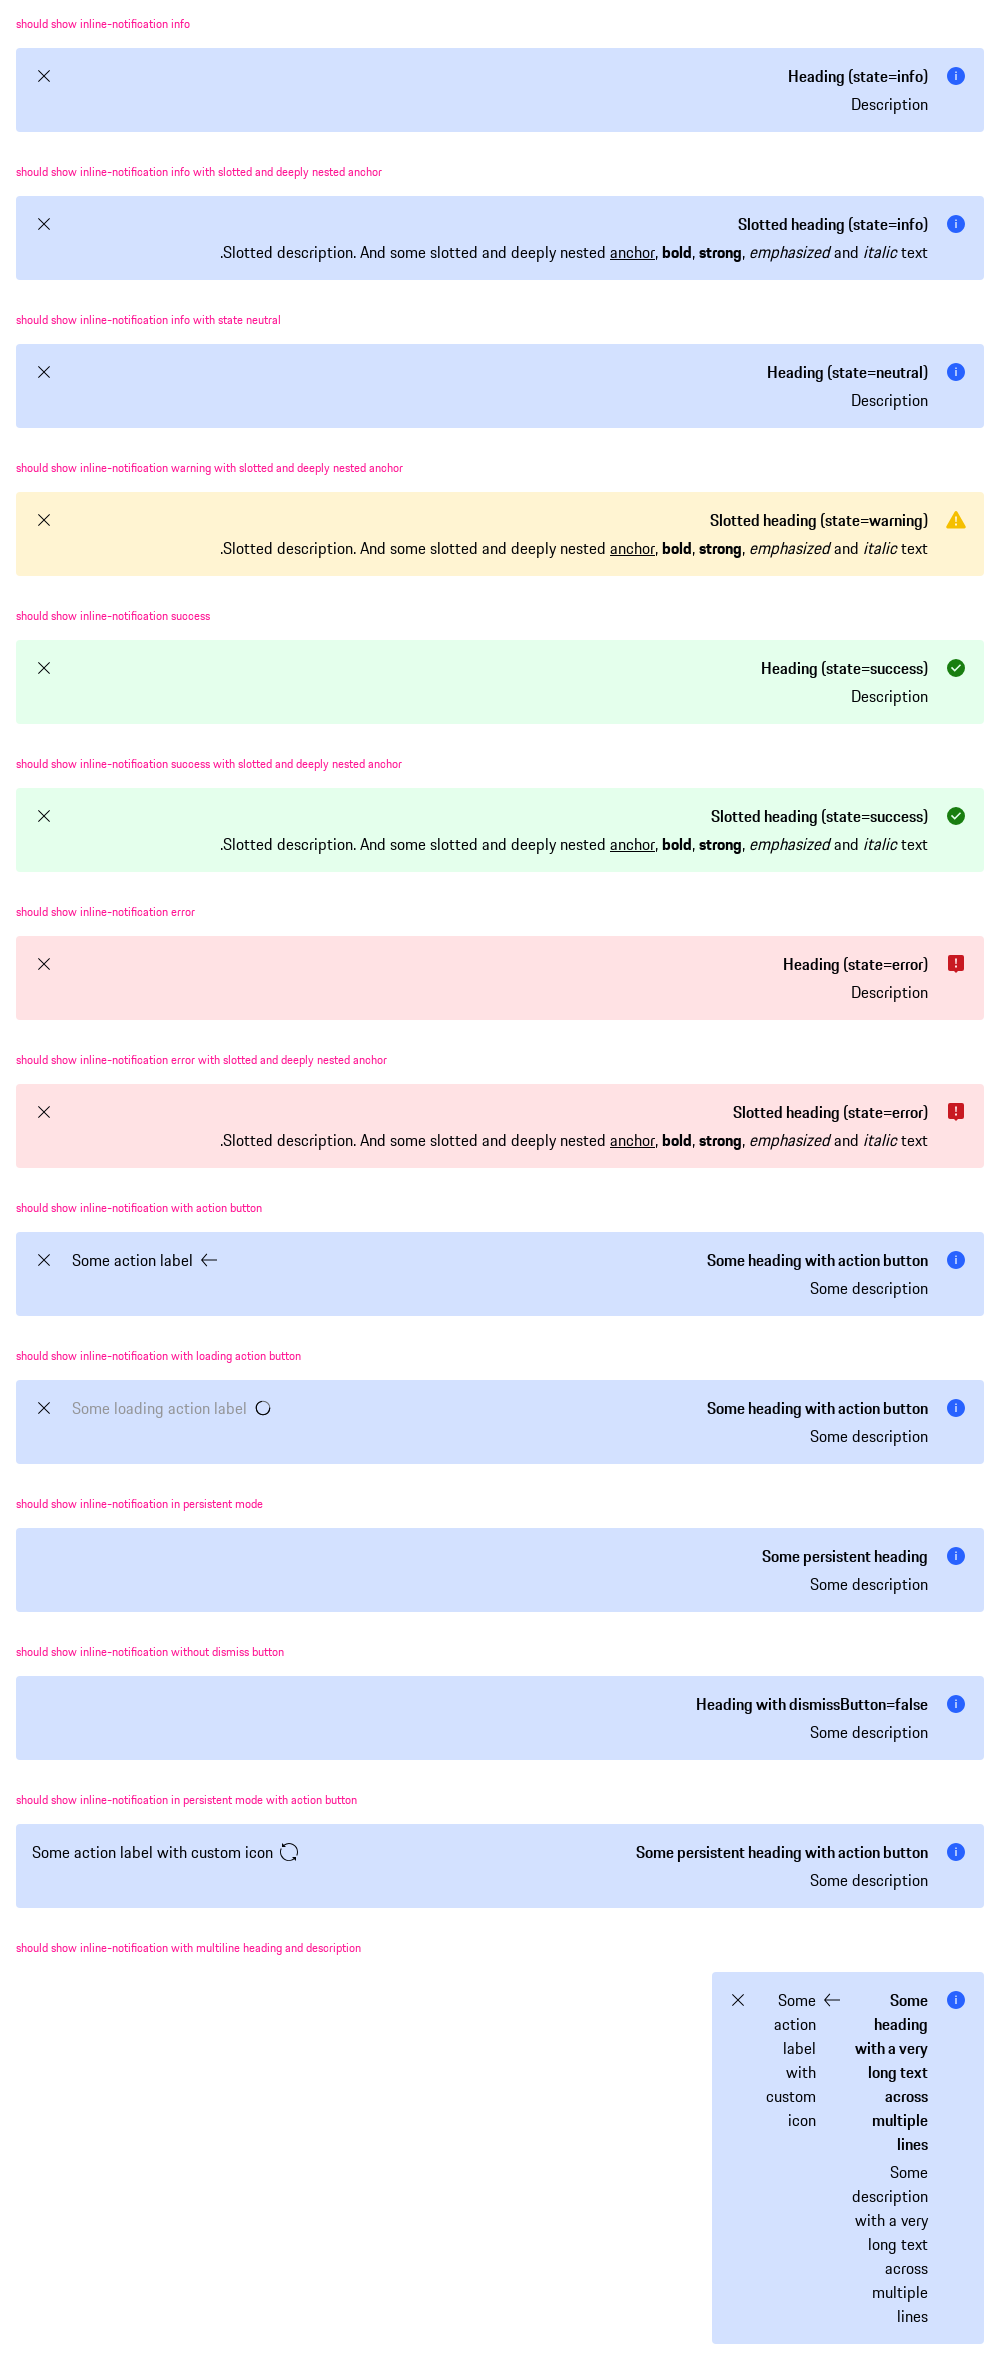 should show inline-notification info
Heading (state=info)
Description
should show inline-notification info with slotted and deeply nested anchor
Slotted heading (state=info)
.Slotted description. And some slotted and deeply nested anchor, bold, strong, emphasized and italic text
should show inline-notification info with state neutral
Heading (state=neutral)
Description
should show inline-notification warning with slotted and deeply nested anchor
Slotted heading (state=warning)
.Slotted description. And some slotted and deeply nested anchor, bold, strong, emphasized and italic text
should show inline-notification success
Heading (state=success)
Description
should show inline-notification success with slotted and deeply nested anchor
Slotted heading (state=success)
.Slotted description. And some slotted and deeply nested anchor, bold, strong, emphasized and italic text
should show inline-notification error
Heading (state=error)
Description
should show inline-notification error with slotted and deeply nested anchor
Slotted heading (state=error)
.Slotted description. And some slotted and deeply nested anchor, bold, strong, emphasized and italic text
should show inline-notification with action button
Some action label
Some heading with action button
Some description
should show inline-notification with loading action button
Some loading action label
Some heading with action button
Some description
should show inline-notification in persistent mode
Some persistent heading
Some description
should show inline-notification without dismiss button
Heading with dismissButton=false
Some description
should show inline-notification in persistent mode with action button
Some action label with custom icon
Some persistent heading with action button
Some description
should show inline-notification with multiline heading and description
Some
action
label
with
custom
icon
Some
heading
with a very
long text
across
multiple
lines
Some
description
with a very
long text
across
multiple
lines